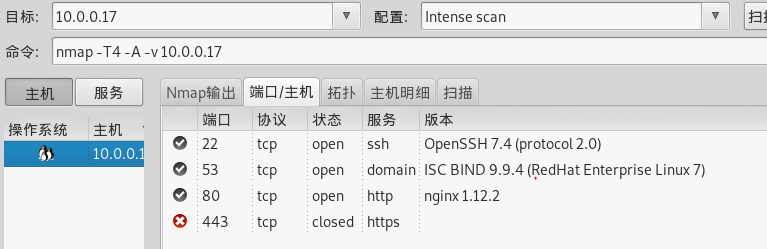 目标: 10.0.0.17 配置: Intense scan 扫
命令: nmap -T4 -A -v 10.0.0.17
主机 服务 Nmap输出 端口/主机 拓扑 主机明细 扫描
操作系统 主机 端口 协议 状态 服务 版本
22 tcp open ssh OpenSSH 7.4 (protocol 2.0)
10.0.0.1 53 tcp open domain ISC BIND 9.9.4 (RedHat Enterprise Linux 7)
80 tcp open http nginx 1.12.2
443 tcp closed https